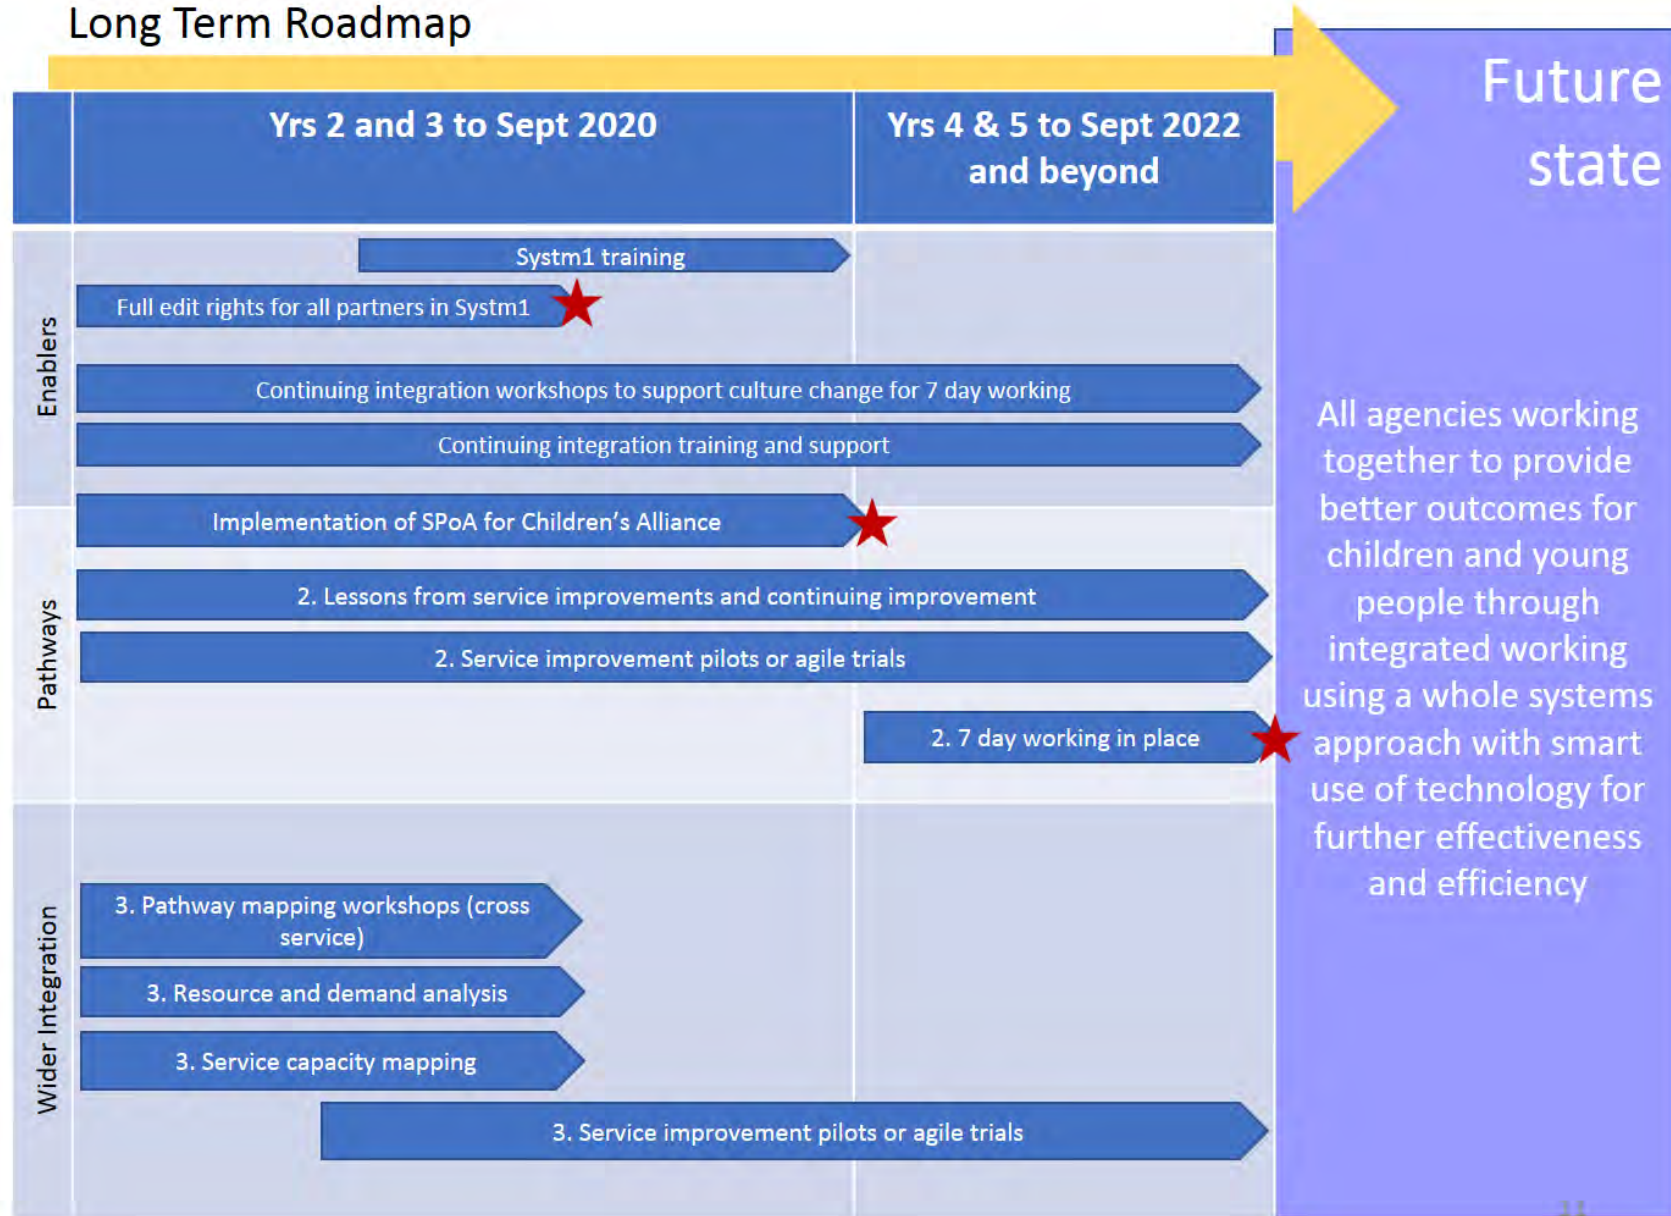 Long Term Roadmap
Yrs 2 and 3 to Sept 2020
Yrs 4 & 5 to Sept 2022
and beyond
Future
state
Enablers
Systm1 training
Full edit rights for all partners in Systm1
Continuing integration workshops to support culture change for 7 day working
Continuing integration training and support
Pathways
Implementation of SPoA for Children's Alliance
2. Lessons from service improvements and continuing improvement
2. Service improvement pilots or agile trials
2. 7 day working in place
Wider Integration
3. Pathway mapping workshops (cross
service)
3. Resource and demand analysis
3. Service capacity mapping
3. Service improvement pilots or agile trials
All agencies working
together to provide
better outcomes for
children and young
people through
integrated working
using a whole systems
approach with smart
use of technology for
further effectiveness
and efficiency